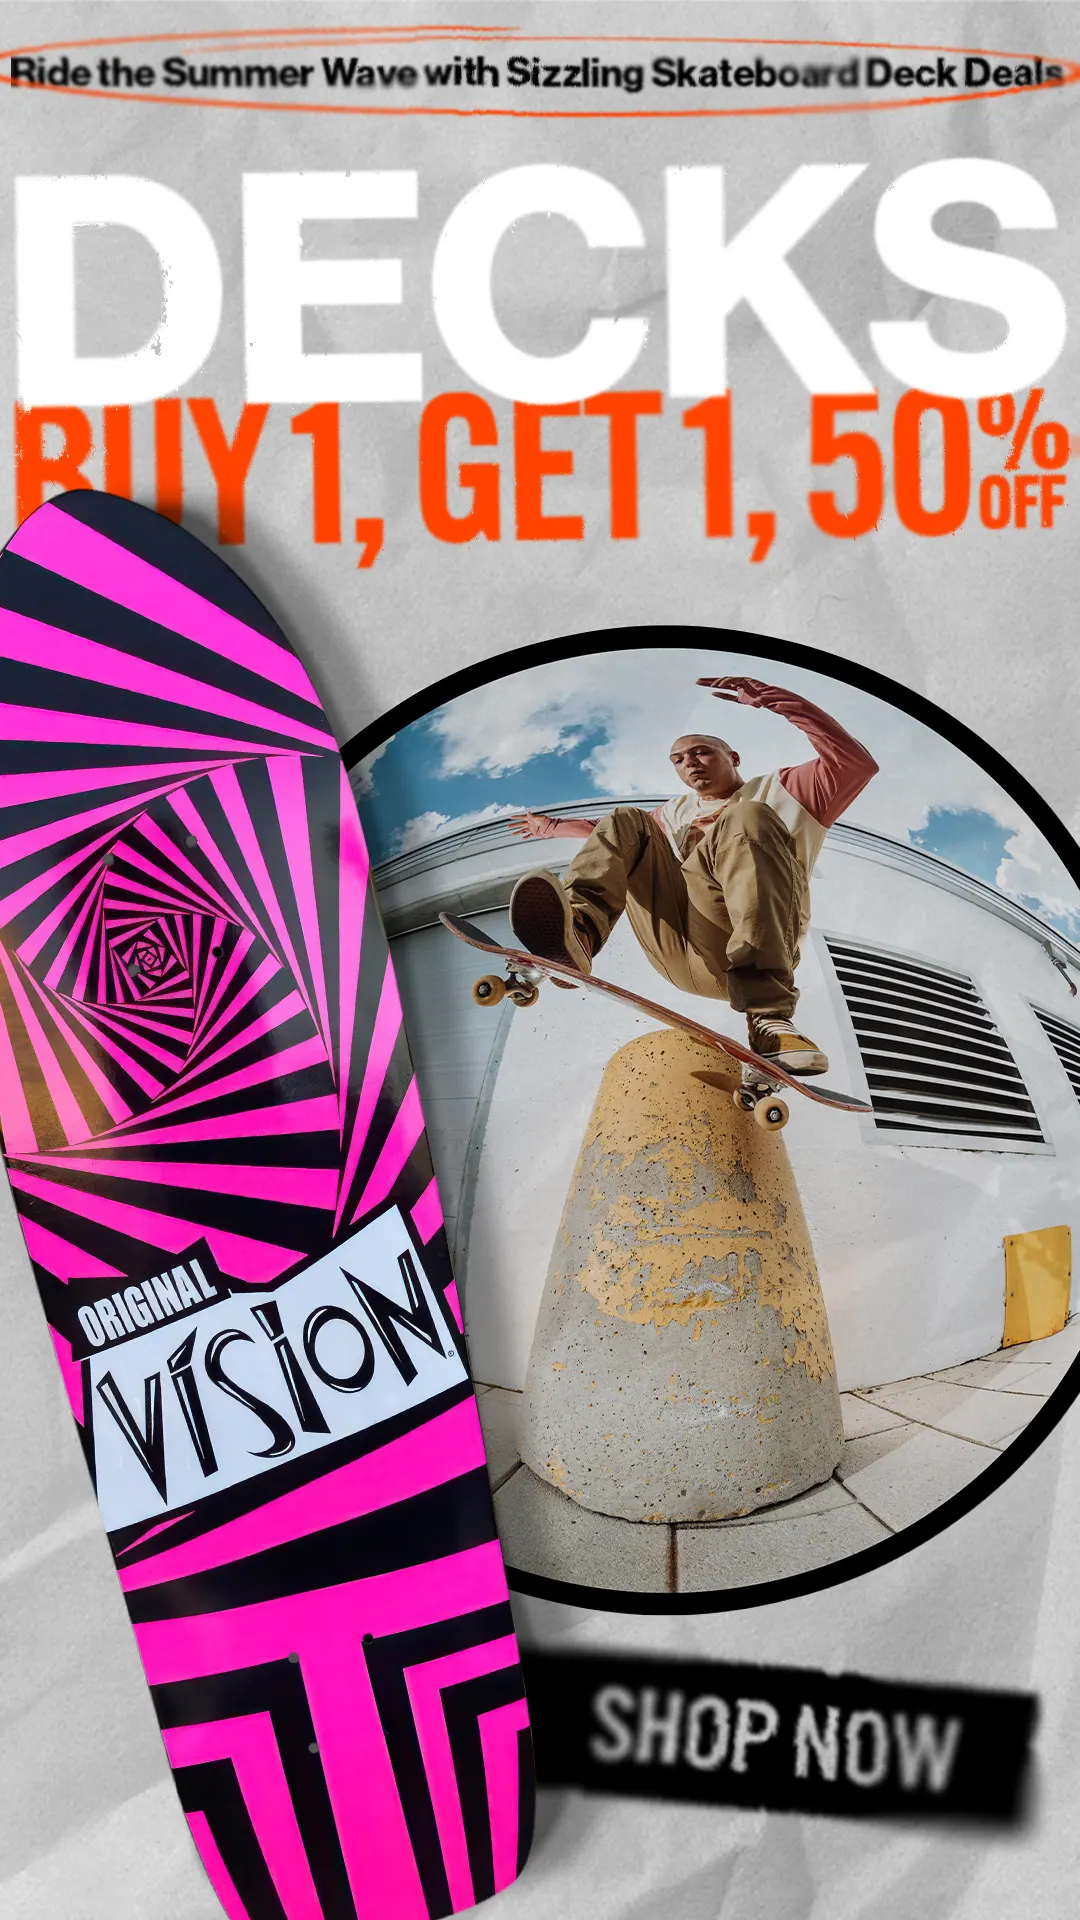 Ride the Summer Wave with Sizzling Skateboard Deck Deals
DECKS
BUY 1, GET 1, 50% OFF
ORIGINAL
VISION
SHOP NOW